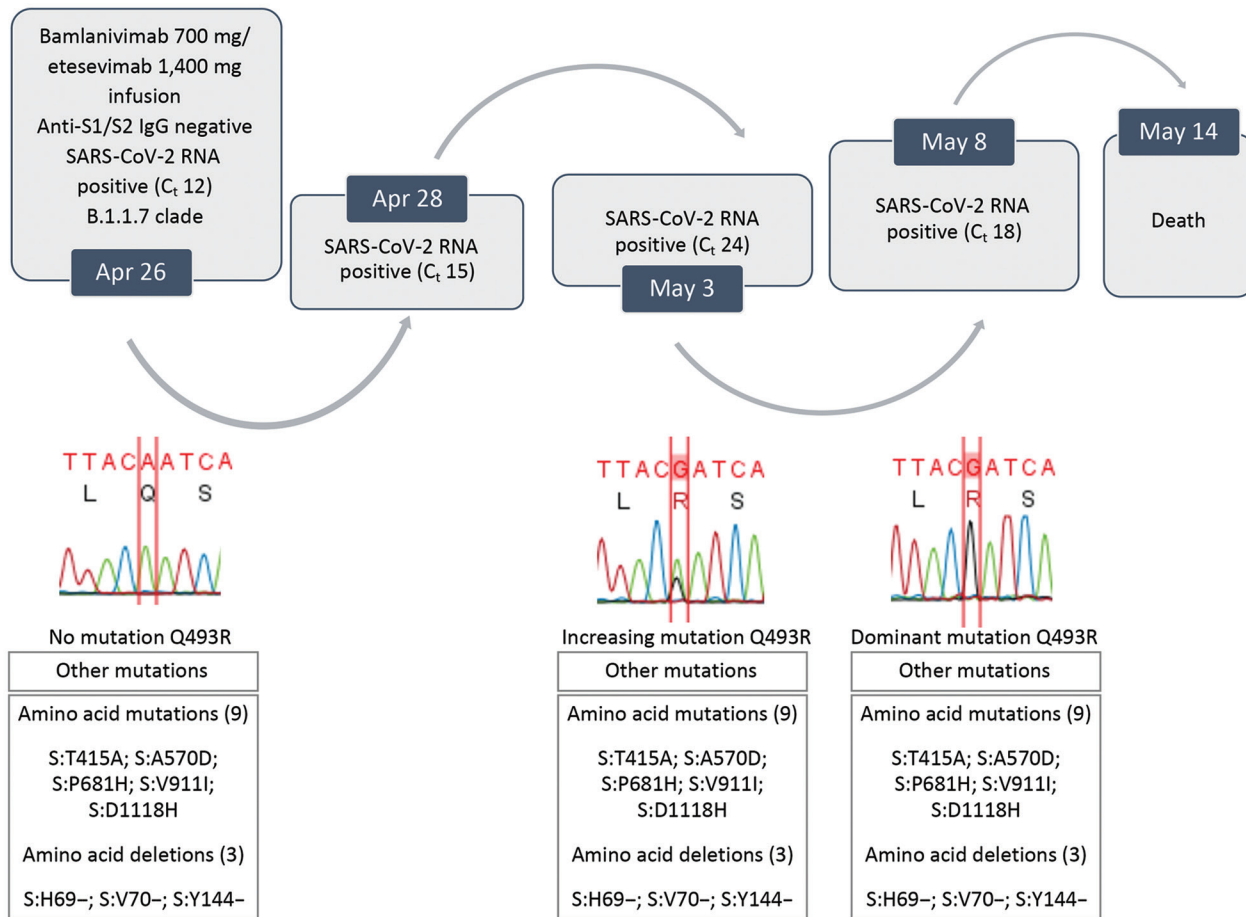 Bamlanivimab 700 mg/
etesevimab 1,400 mg
infusion
Anti-S1/S2 IgG negative
SARS-CoV-2 RNA
positive (Cₜ 12)
B.1.1.7 clade
Apr 26
Apr 28
SARS-CoV-2 RNA
positive (Cₜ 15)
SARS-CoV-2 RNA
positive (Cₜ 24)
May 3
May 8
SARS-CoV-2 RNA
positive (Cₜ 18)
May 14
Death
TTACAATCA
L Q S
No mutation Q493R
Other mutations
Amino acid mutations (9)
S:T415A; S:A570D;
S:P681H; S:V911I;
S:D1118H
Amino acid deletions (3)
S:H69–; S:V70–; S:Y144–
TTACGATCA
L R S
Increasing mutation Q493R
Other mutations
Amino acid mutations (9)
S:T415A; S:A570D;
S:P681H; S:V911I;
S:D1118H
Amino acid deletions (3)
S:H69–; S:V70–; S:Y144–
TTACGATCA
L R S
Dominant mutation Q493R
Other mutations
Amino acid mutations (9)
S:T415A; S:A570D;
S:P681H; S:V911I;
S:D1118H
Amino acid deletions (3)
S:H69–; S:V70–; S:Y144–